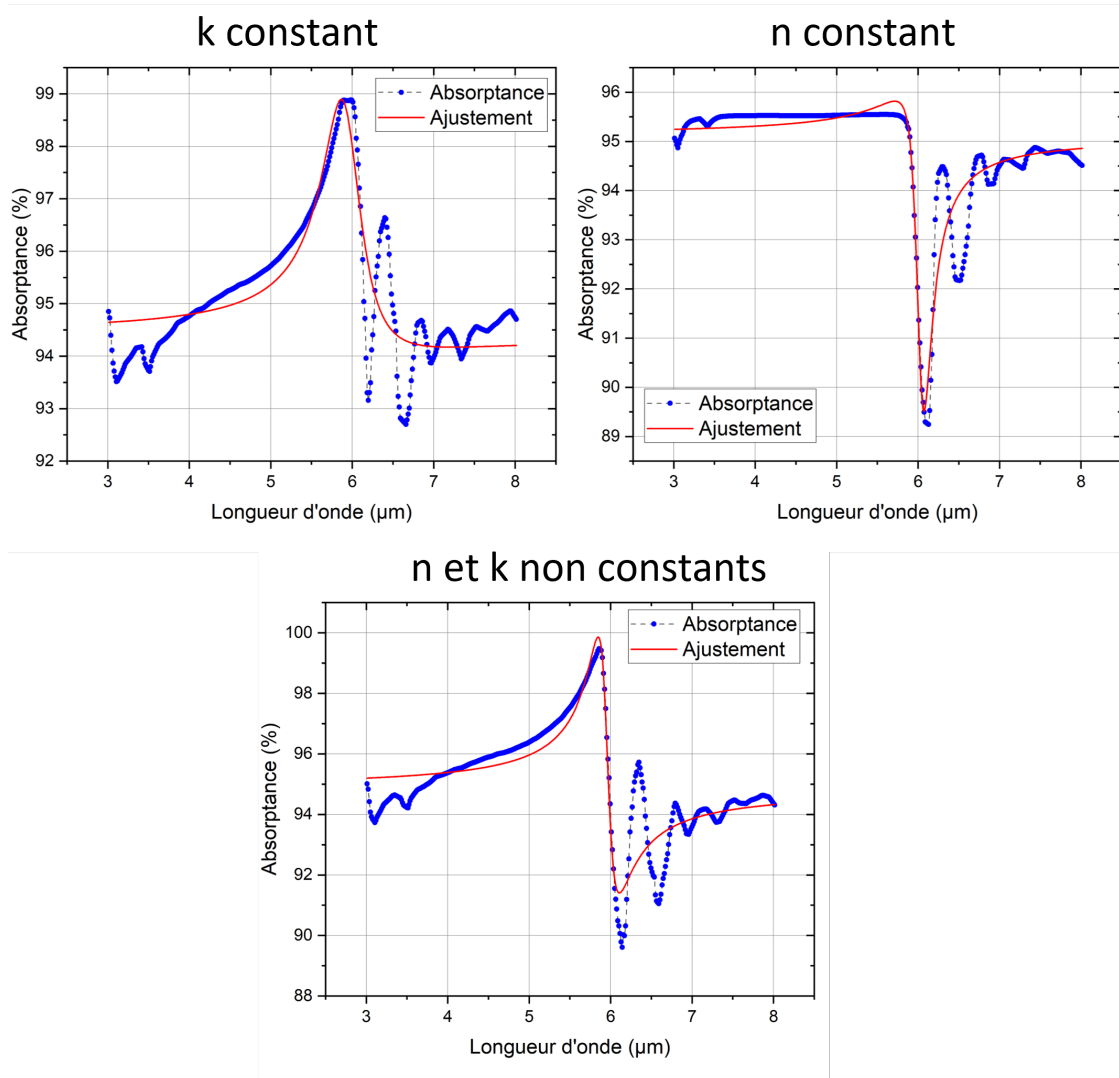 k constant
n constant
Absorptance (%)
99
98
97
96
95
94
93
92
Absorptance
Ajustement
3 4 5 6 7 8
Longueur d'onde (µm)
Absorptance (%)
96
95
94
93
92
91
90
89
Absorptance
Ajustement
3 4 5 6 7 8
Longueur d'onde (µm)
n et k non constants
Absorptance (%)
100
98
96
94
92
90
88
Absorptance
Ajustement
3 4 5 6 7 8
Longueur d'onde (µm)